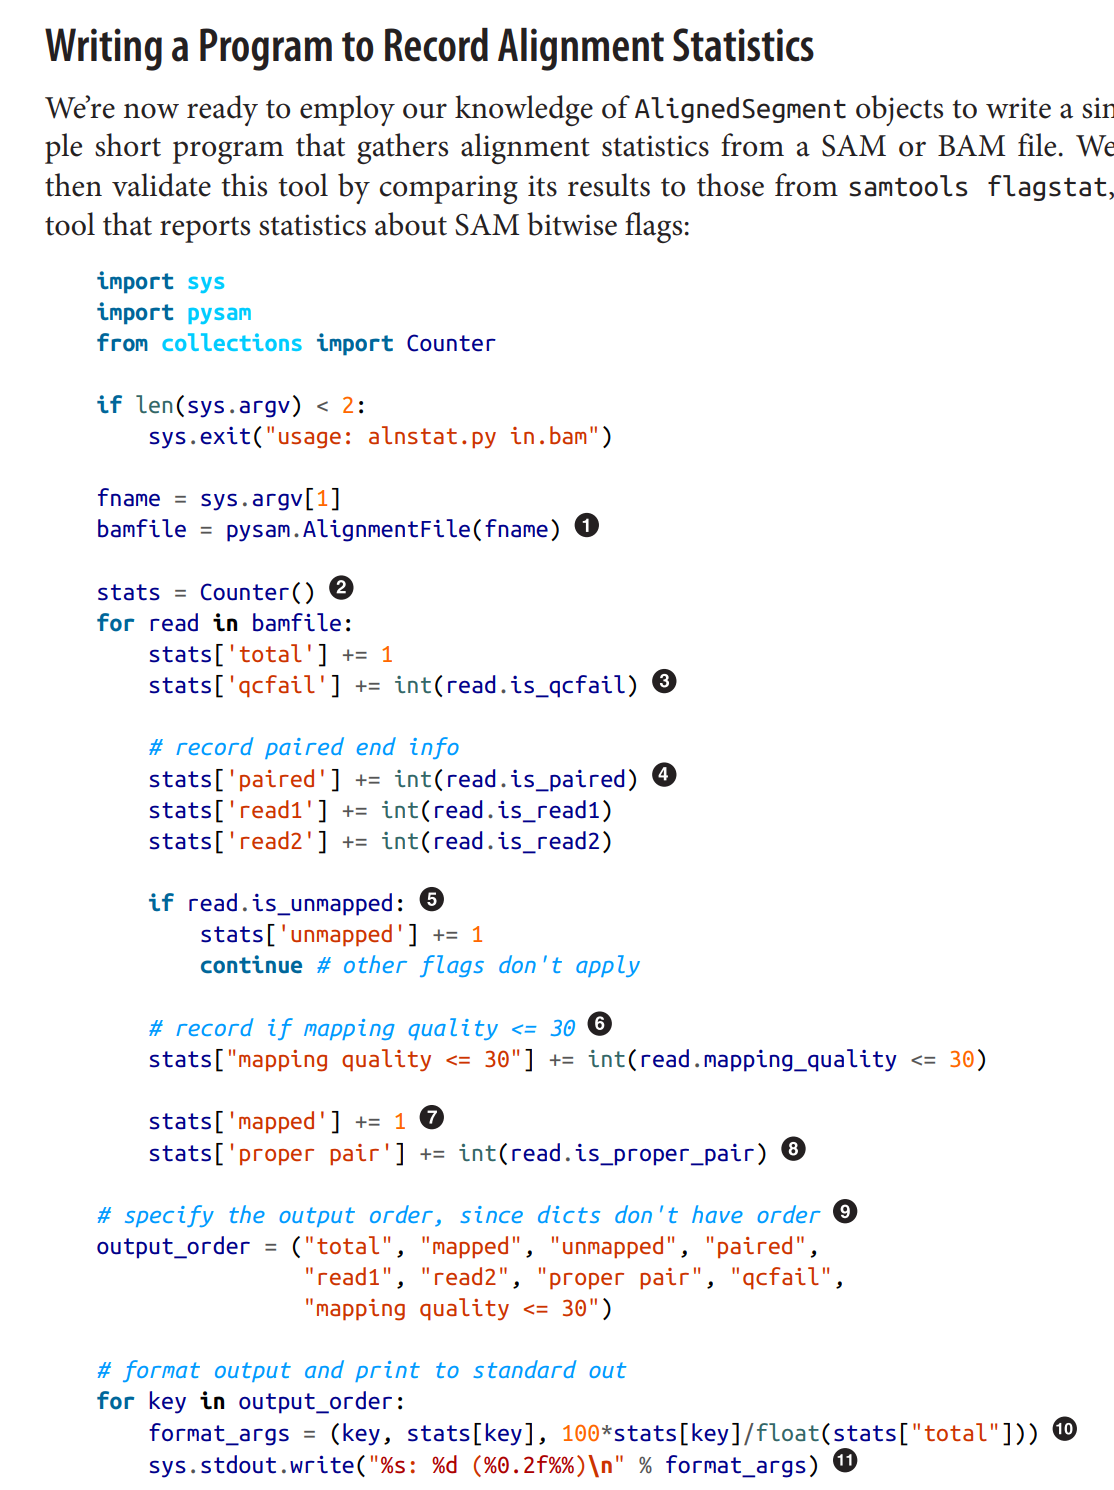 Writing a Program to Record Alignment Statistics
We're now ready to employ our knowledge of AlignedSegment objects to write a sim
ple short program that gathers alignment statistics from a SAM or BAM file. We
then validate this tool by comparing its results to those from samtools flagstat,
tool that reports statistics about SAM bitwise flags:
import sys
import pysam
from collections import Counter
if len(sys.argv) < 2:
    sys.exit("usage: alnstat.py in.bam")
fname = sys.argv[1]
bamfile = pysam.AlignmentFile(fname) ❶
stats = Counter() ❷
for read in bamfile:
    stats['total'] += 1
    stats['qcfail'] += int(read.is_qcfail) ❸
    # record paired end info
    stats['paired'] += int(read.is_paired) ❹
    stats['read1'] += int(read.is_read1)
    stats['read2'] += int(read.is_read2)
    if read.is_unmapped: ❺
        stats['unmapped'] += 1
        continue # other flags don't apply
    # record if mapping quality <= 30 ❻
    stats["mapping quality <= 30"] += int(read.mapping_quality <= 30)
    stats['mapped'] += 1 ❼
    stats['proper pair'] += int(read.is_proper_pair) ❽
# specify the output order, since dicts don't have order ❾
output_order = ("total", "mapped", "unmapped", "paired",
                "read1", "read2", "proper pair", "qcfail",
                "mapping quality <= 30")
# format output and print to standard out
for key in output_order:
    format_args = (key, stats[key], 100*stats[key]/float(stats["total"])) ❿
    sys.stdout.write("%s: %d (%0.2f%%)\n" % format_args) ⓫